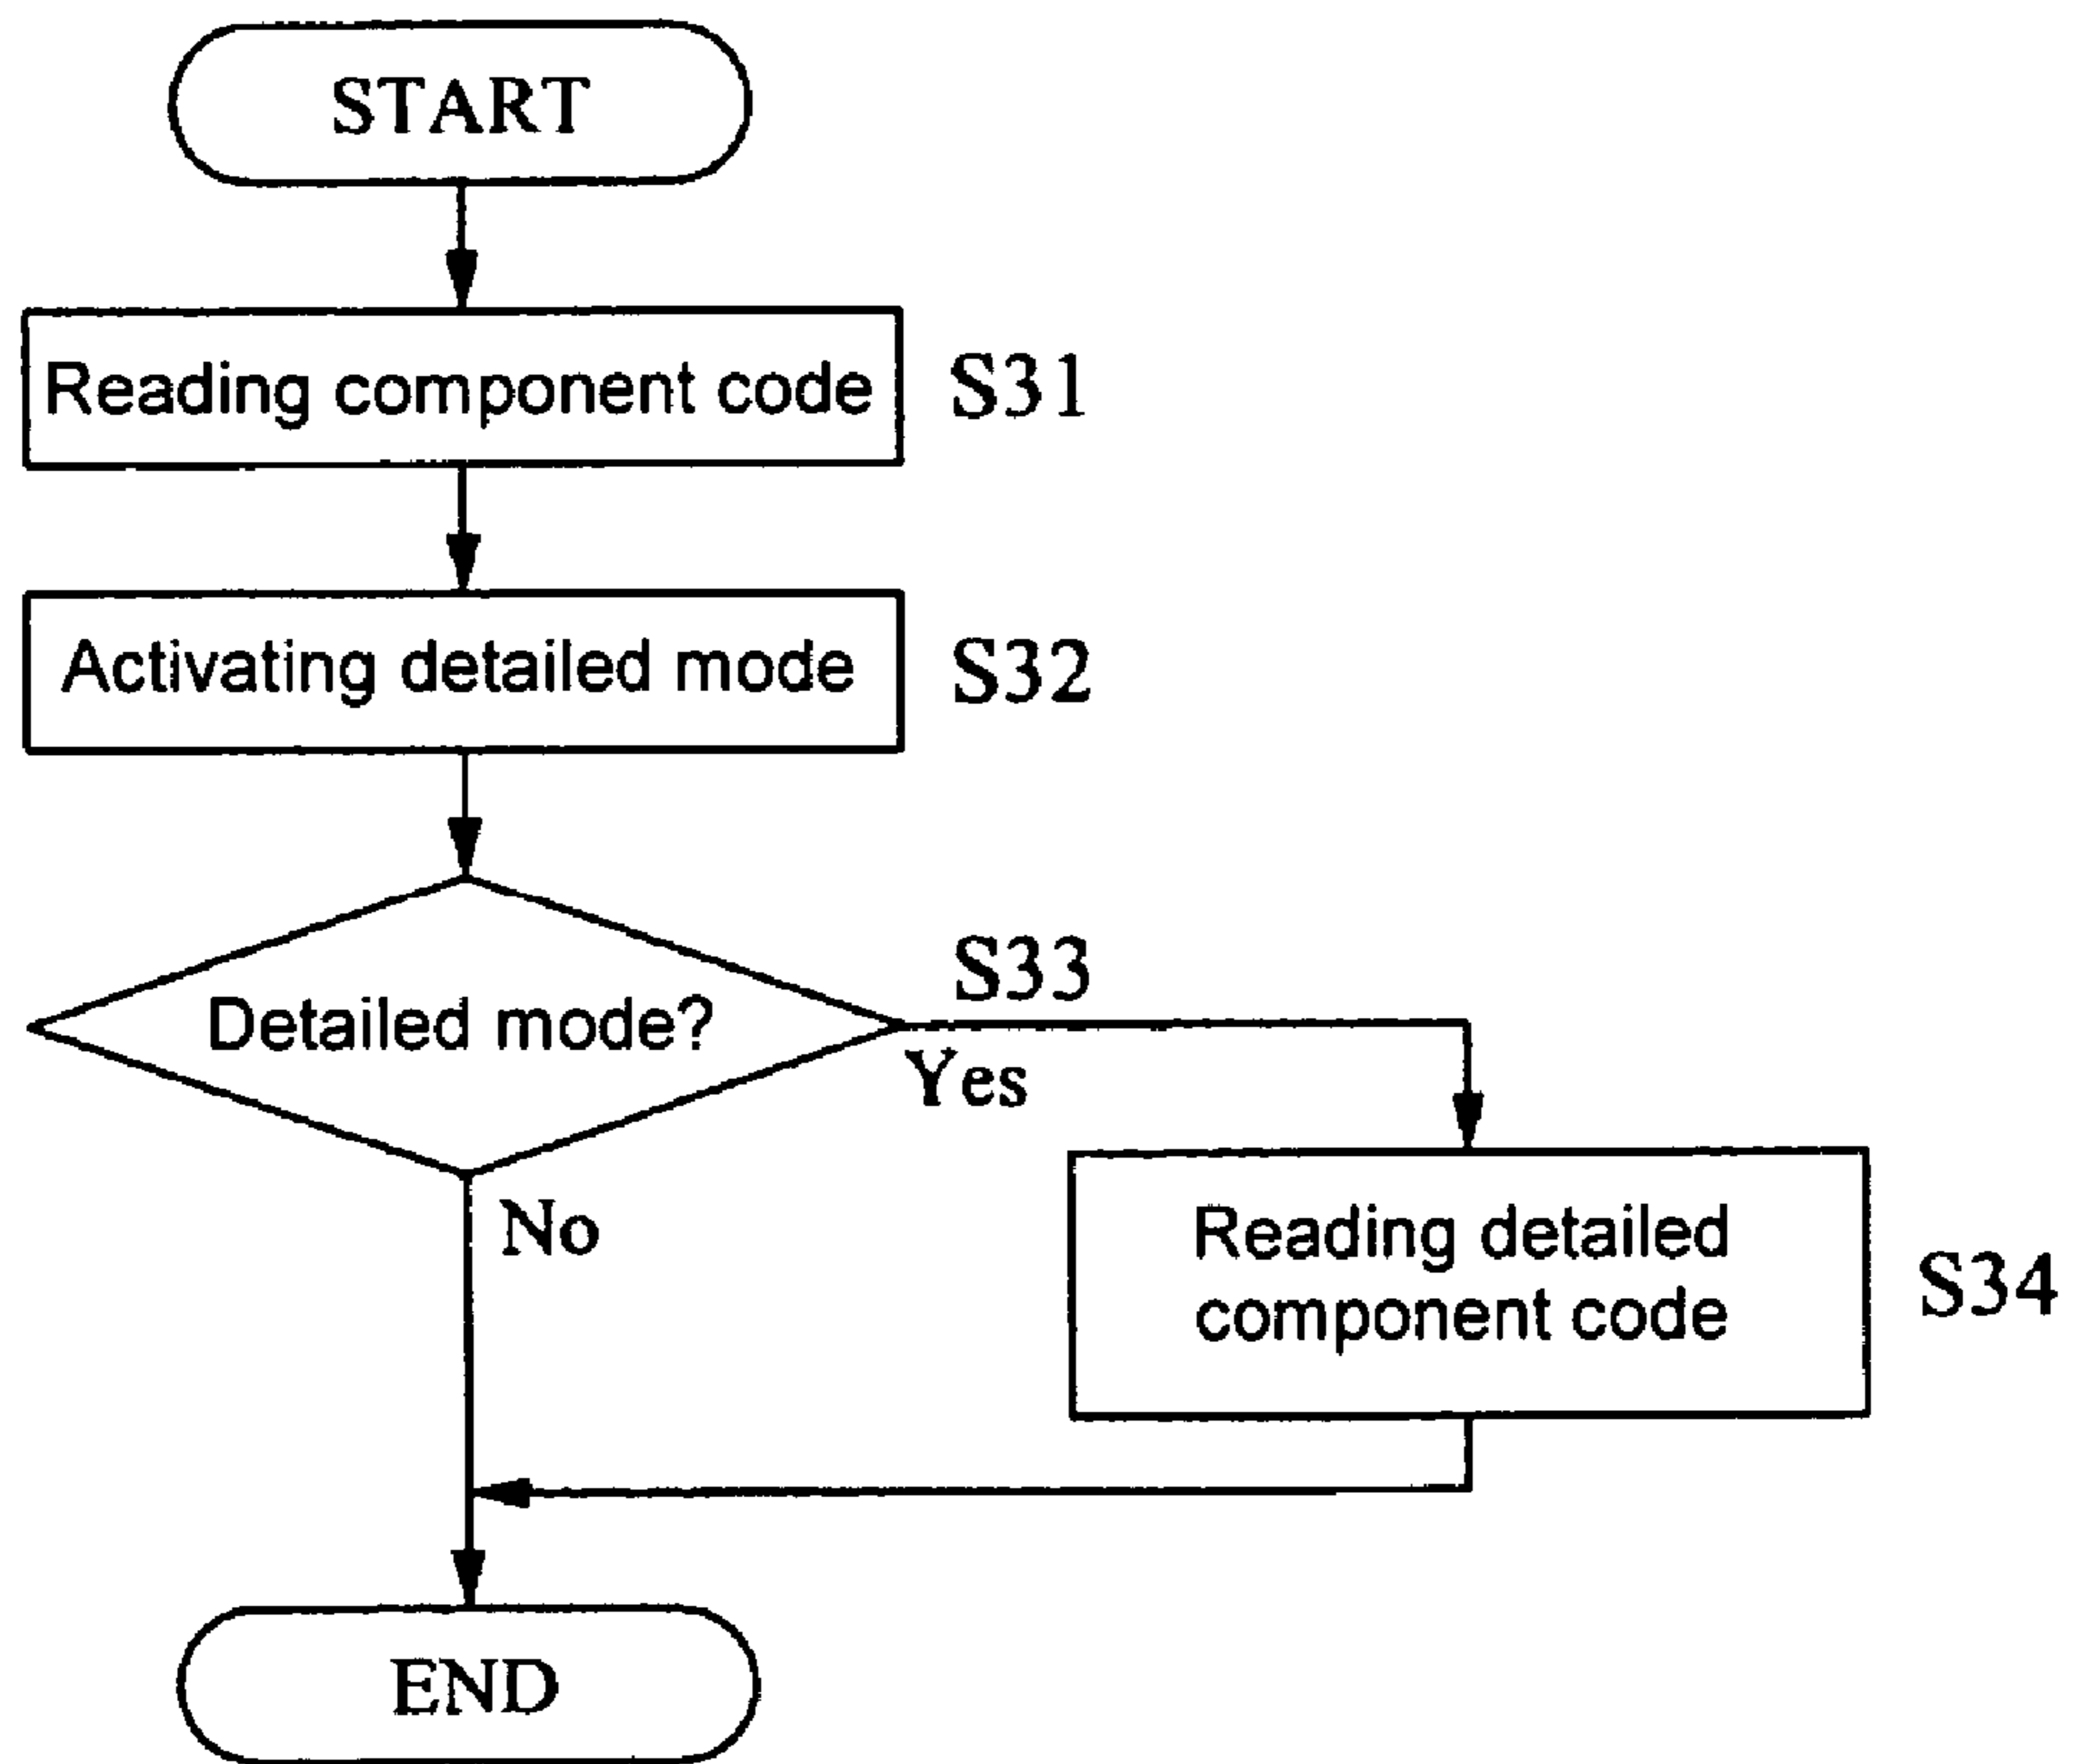 START
Reading component code
S31
Activating detailed mode
S32
S33
Detailed mode?
Yes
No
Reading detailed
component code
S34
END